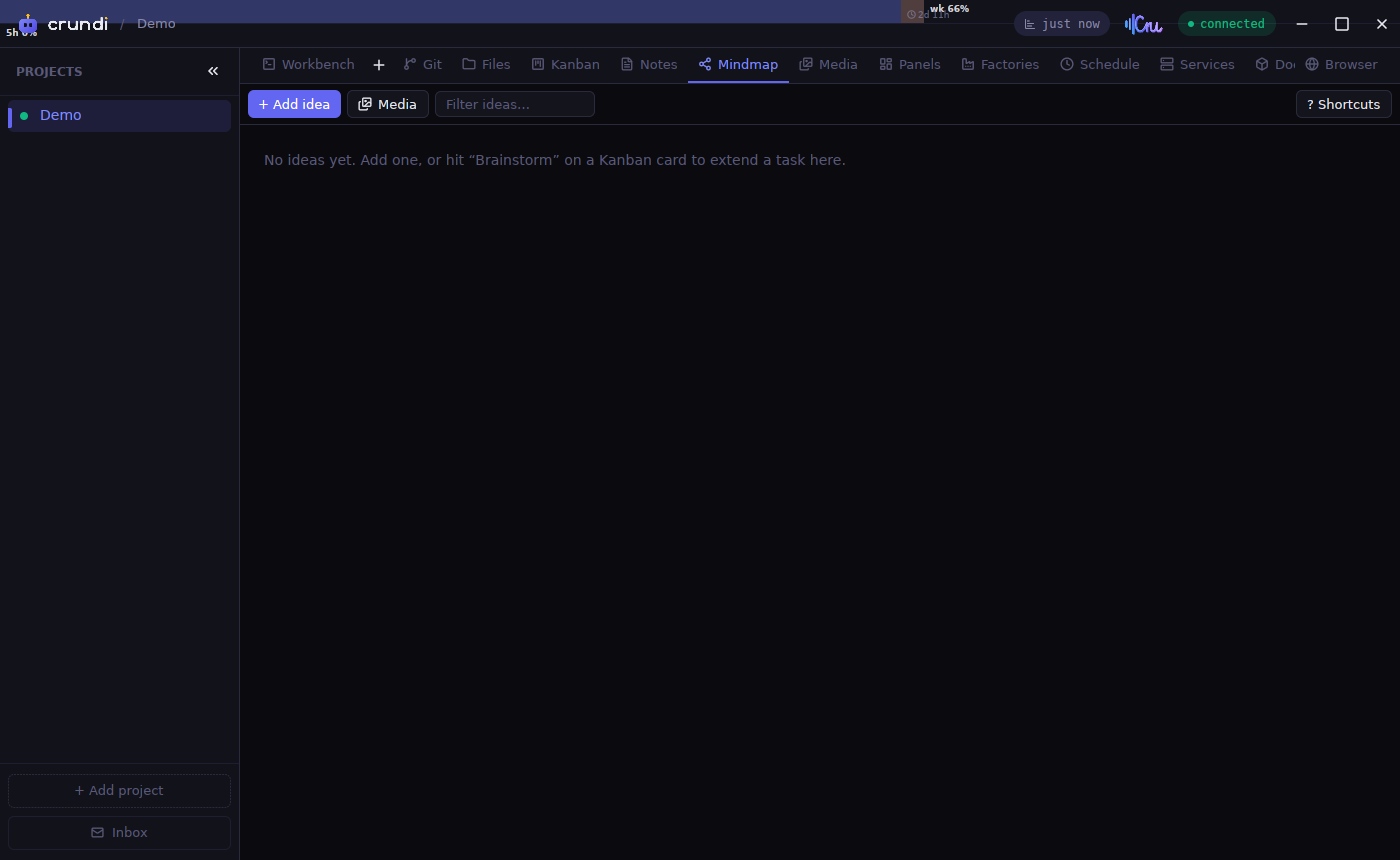 wk 66%
2d 11h
crundi / Demo
5h 0%
just now
Cru
connected
PROJECTS
Workbench
+
Git
Files
Kanban
Notes
Mindmap
Media
Panels
Factories
Schedule
Services
Doc
Browser
+ Add idea
Media
Filter ideas...
? Shortcuts
Demo
No ideas yet. Add one, or hit “Brainstorm” on a Kanban card to extend a task here.
+ Add project
Inbox